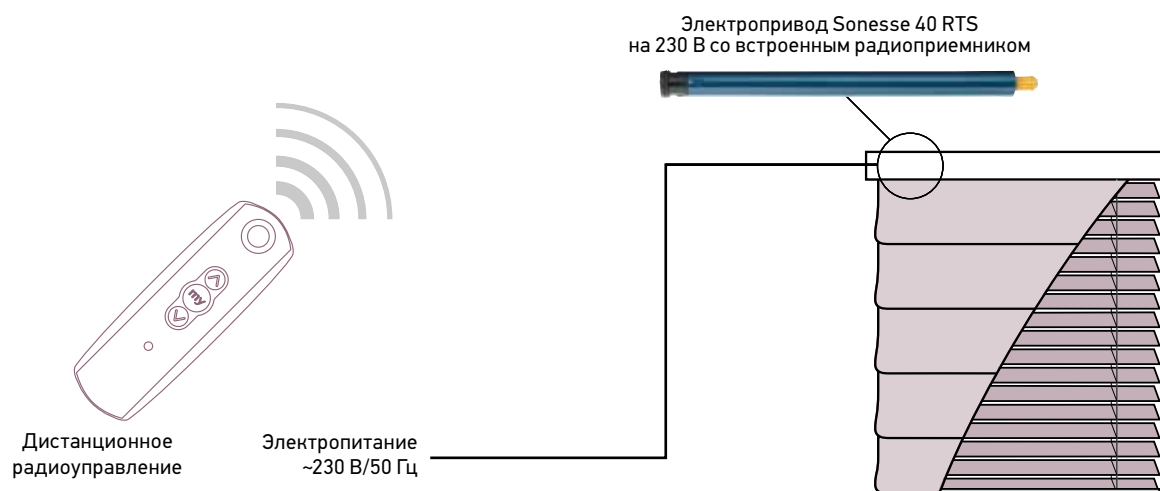 Электропривод Sonesse 40 RTS
на 230 В со встроенным радиоприемником
my
Дистанционное
радиоуправление
Электропитание
~230 В/50 Гц